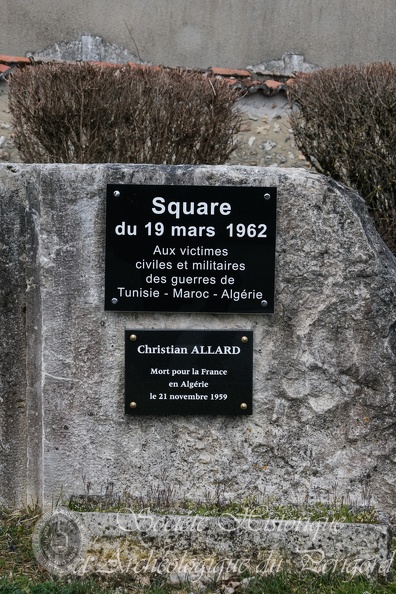 Square
du 19 mars 1962
Aux victimes
civiles et militaires
des guerres de
Tunisie - Maroc - Algérie
Christian ALLARD
Mort pour la France
en Algérie
le 21 novembre 1959
Société Historique
et Archéologique du Périgord